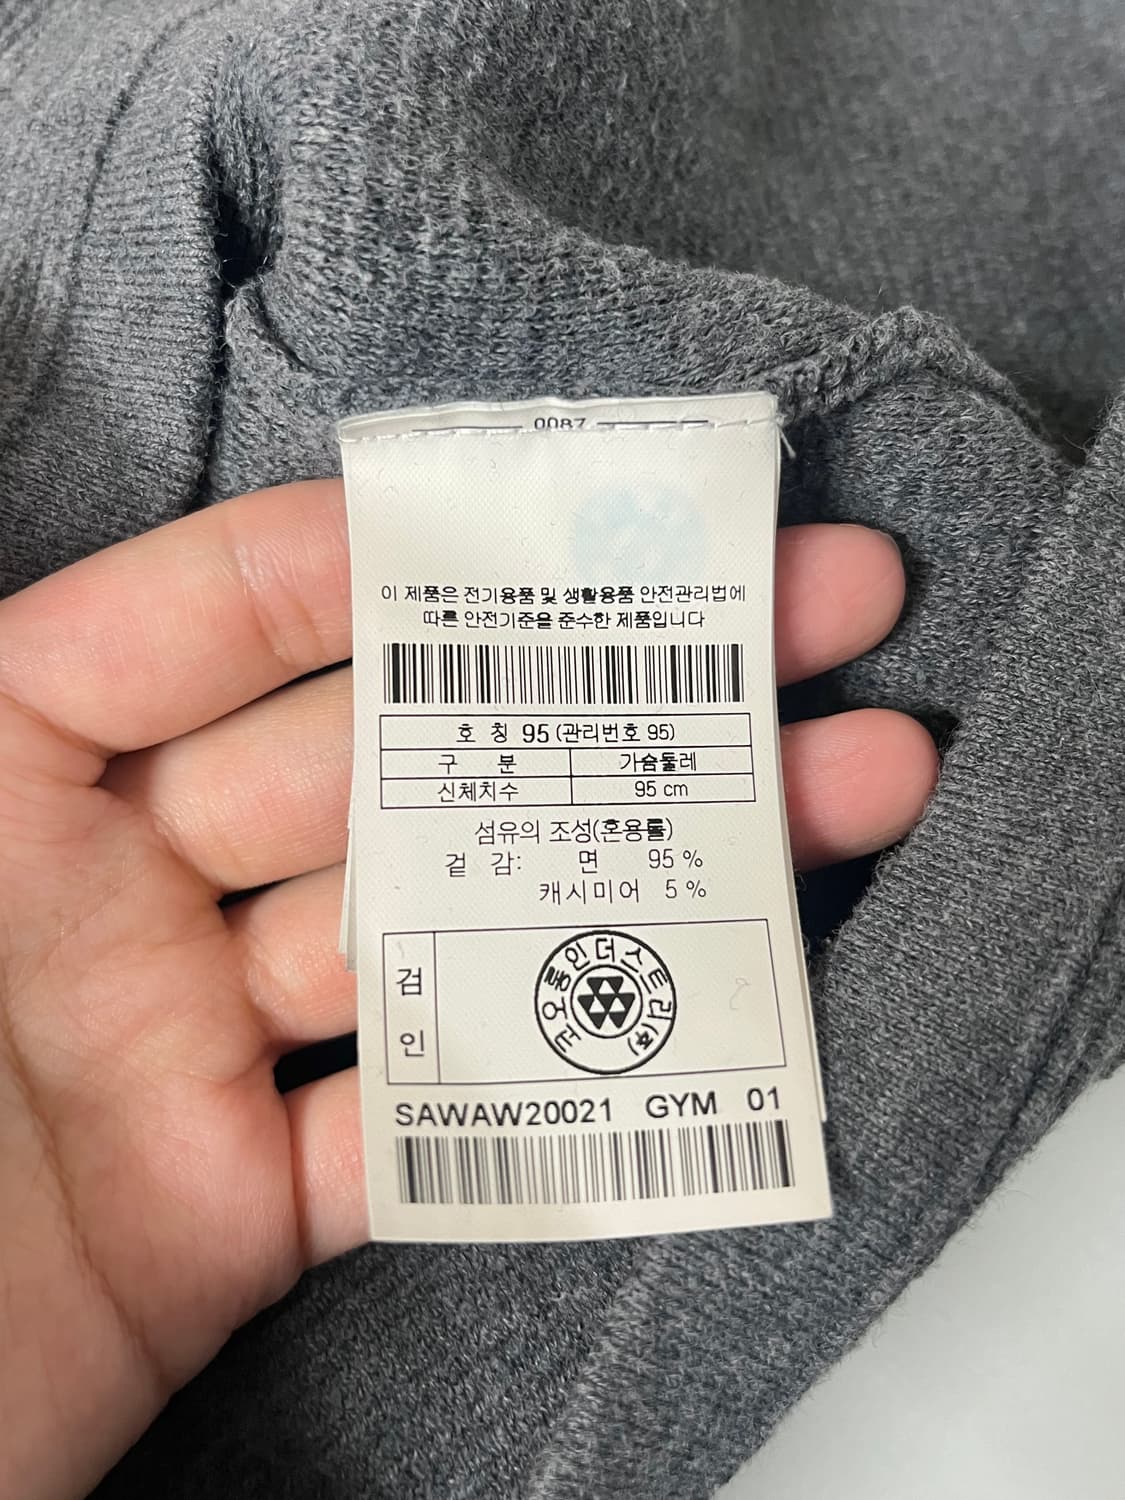 0087
이 제품은 전기용품 및 생활용품 안전관리법에
따른 안전기준을 준수한 제품입니다
호 칭 95 (관리번호 95)
구 분 가슴둘레
신체치수 95 cm
섬유의 조성(혼용률)
겉 감: 면 95 %
캐시미어 5 %
검인
코오롱인더스트리(주)
SAWAW20021 GYM 01